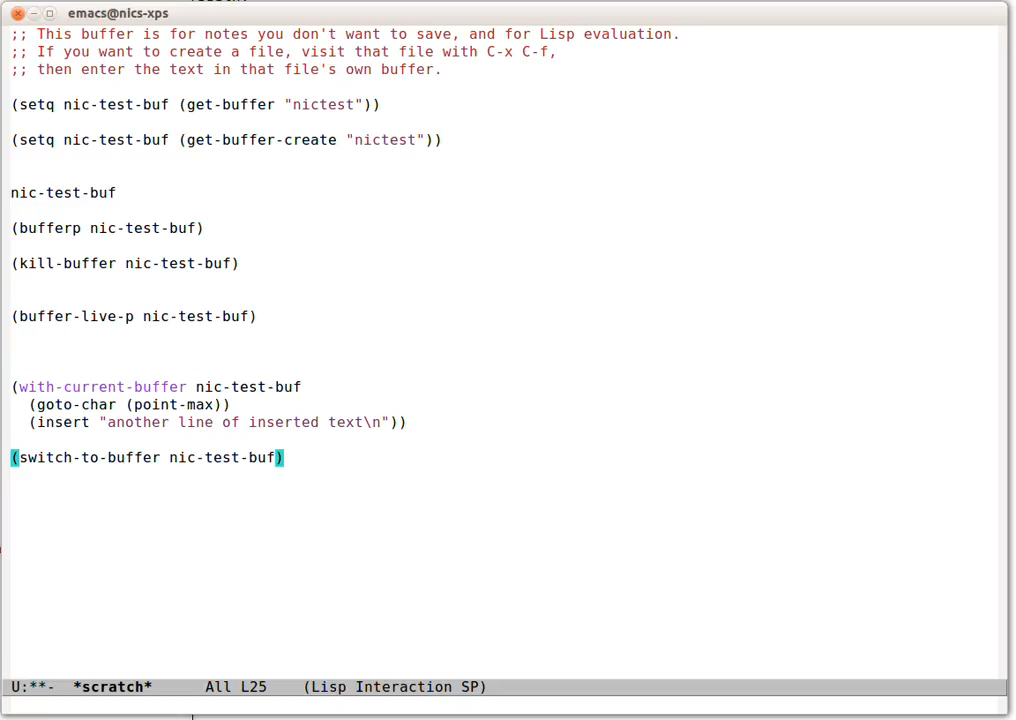 emacs@nics-xps
;; This buffer is for notes you don't want to save, and for Lisp evaluation.
;; If you want to create a file, visit that file with C-x C-f,
;; then enter the text in that file's own buffer.
(setq nic-test-buf (get-buffer "nictest"))
(setq nic-test-buf (get-buffer-create "nictest"))
nic-test-buf
(bufferp nic-test-buf)
(kill-buffer nic-test-buf)
(buffer-live-p nic-test-buf)
(with-current-buffer nic-test-buf
  (goto-char (point-max))
  (insert "another line of inserted text\n"))
(switch-to-buffer nic-test-buf)
U:**-  *scratch*      All L25    (Lisp Interaction SP)